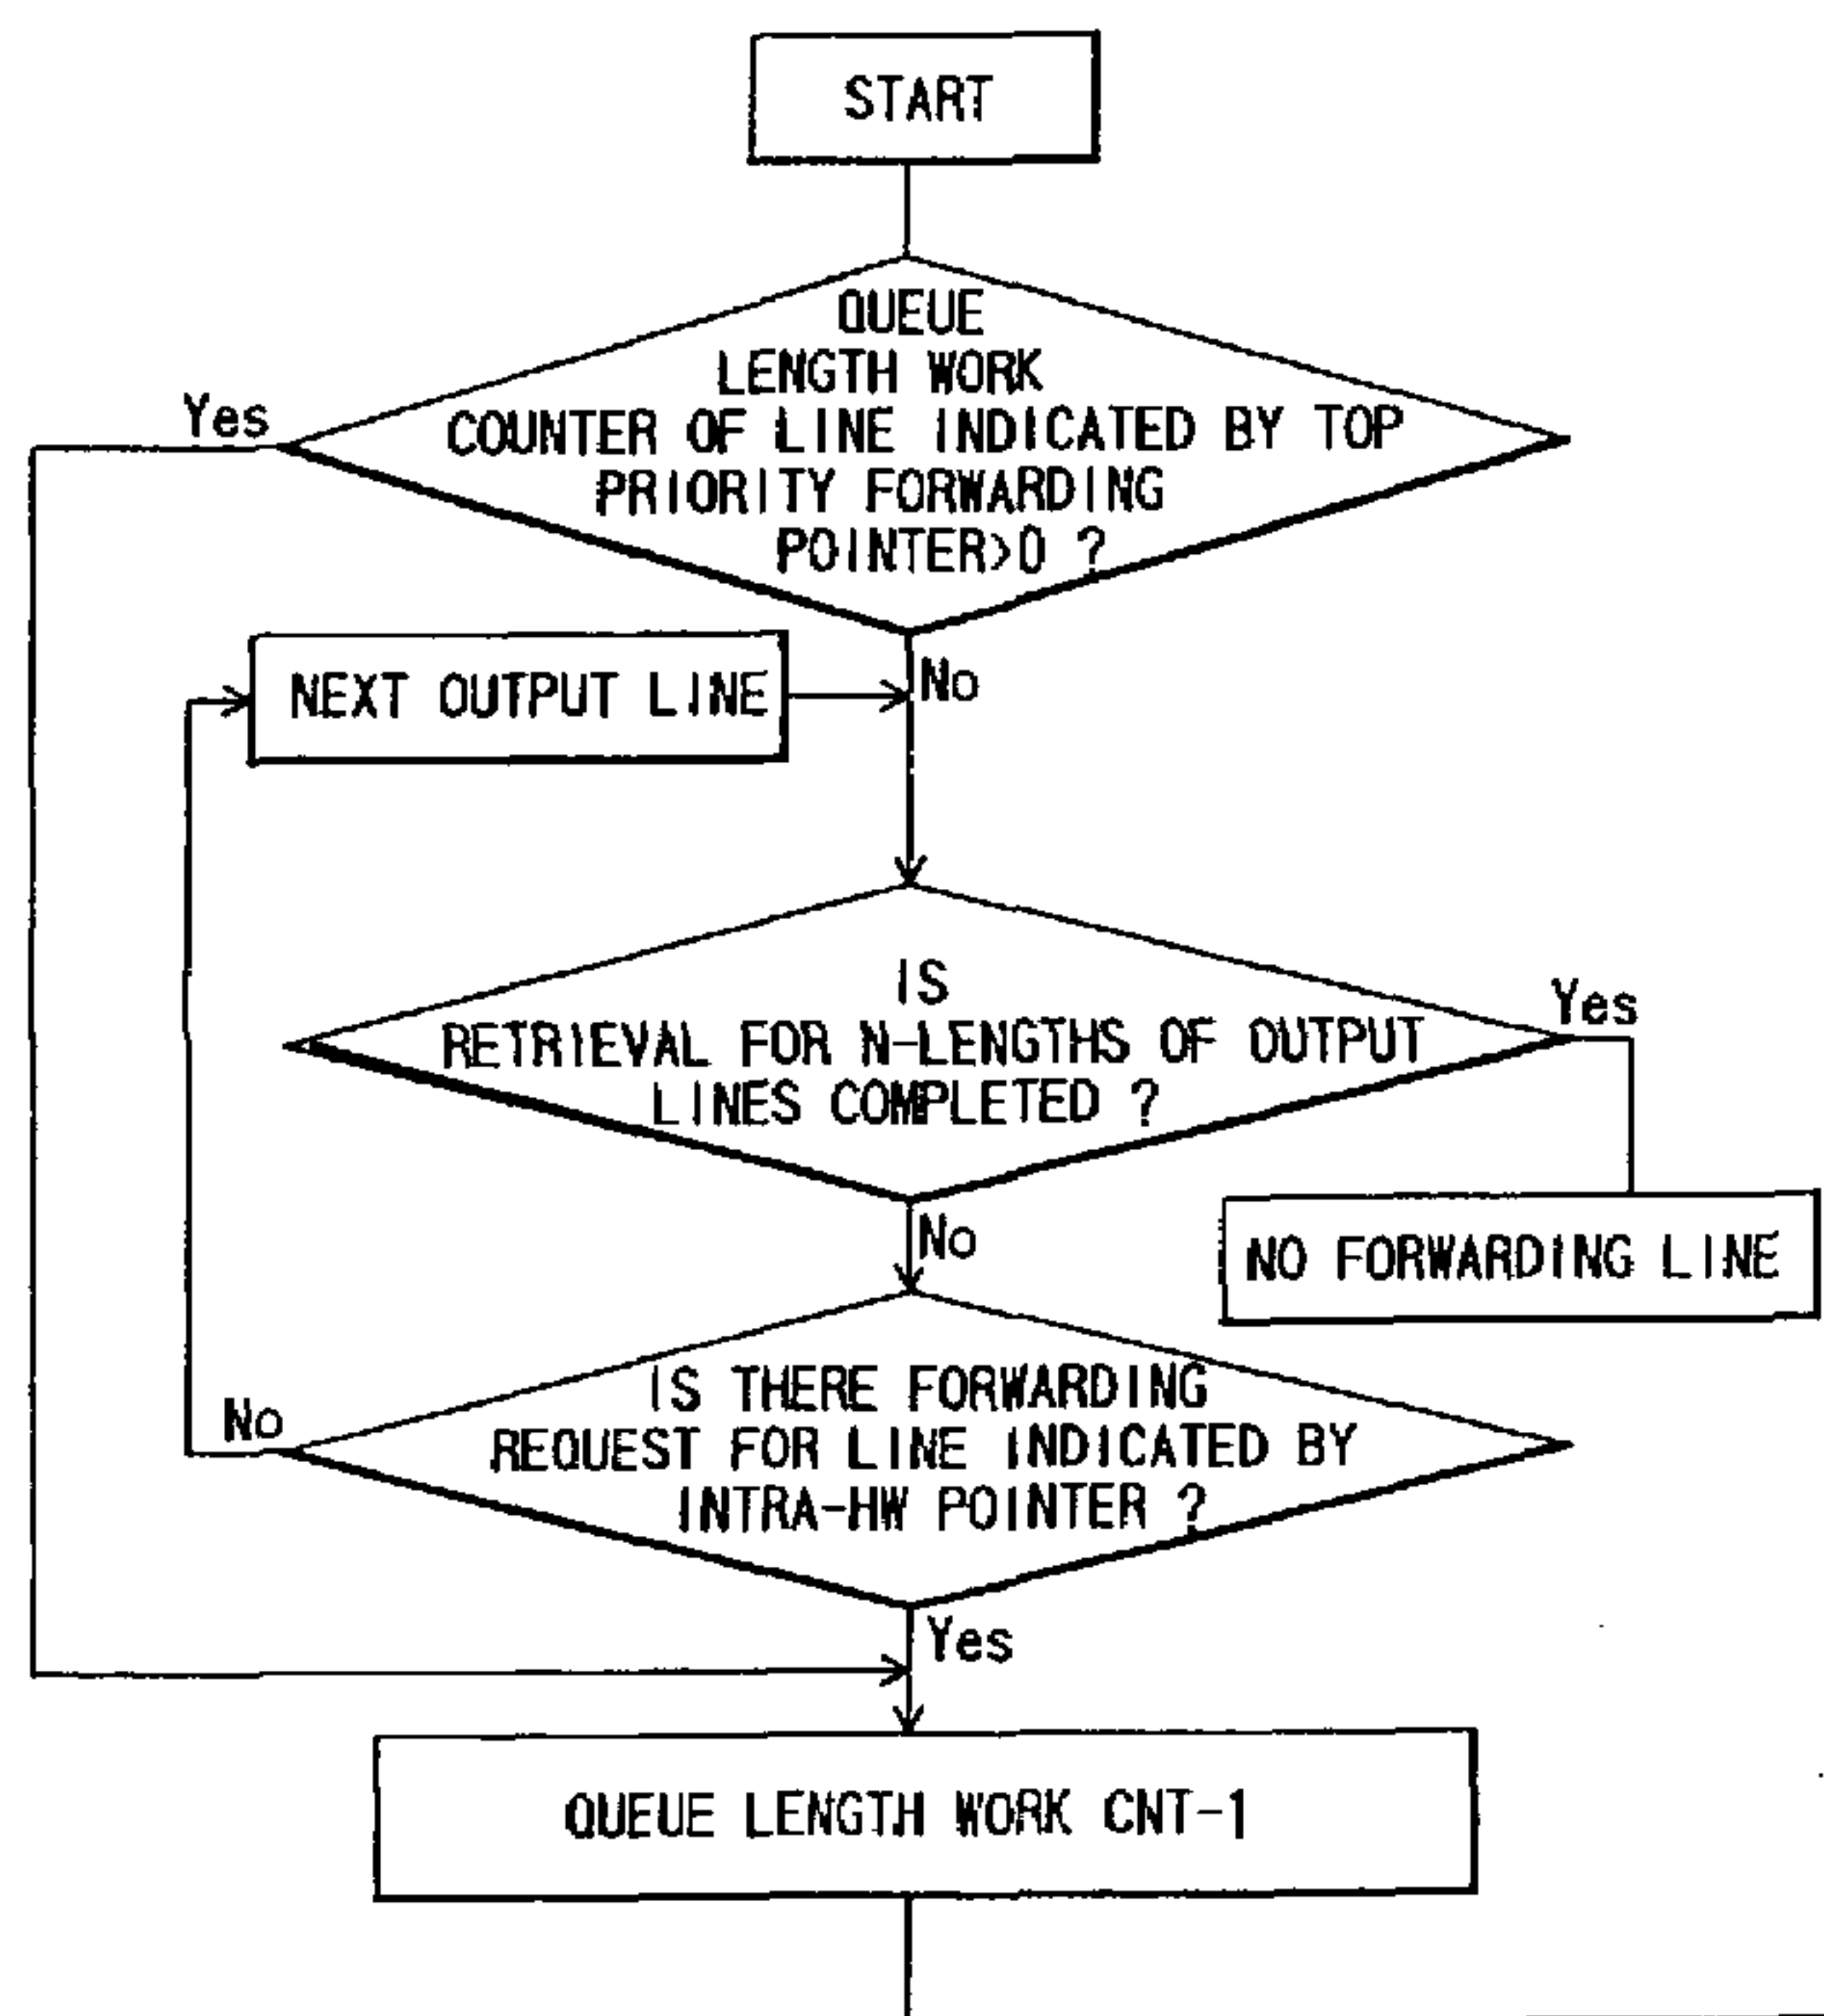 START
QUEUE
LENGTH WORK
COUNTER OF LINE INDICATED BY TOP
PRIORITY FORWARDING
POINTER>0 ?
Yes
No
NEXT OUTPUT LINE
IS
RETRIEVAL FOR N-LENGTHS OF OUTPUT
LINES COMPLETED ?
Yes
No
NO FORWARDING LINE
IS THERE FORWARDING
REQUEST FOR LINE INDICATED BY
INTRA-HW POINTER ?
No
Yes
QUEUE LENGTH WORK CNT-1